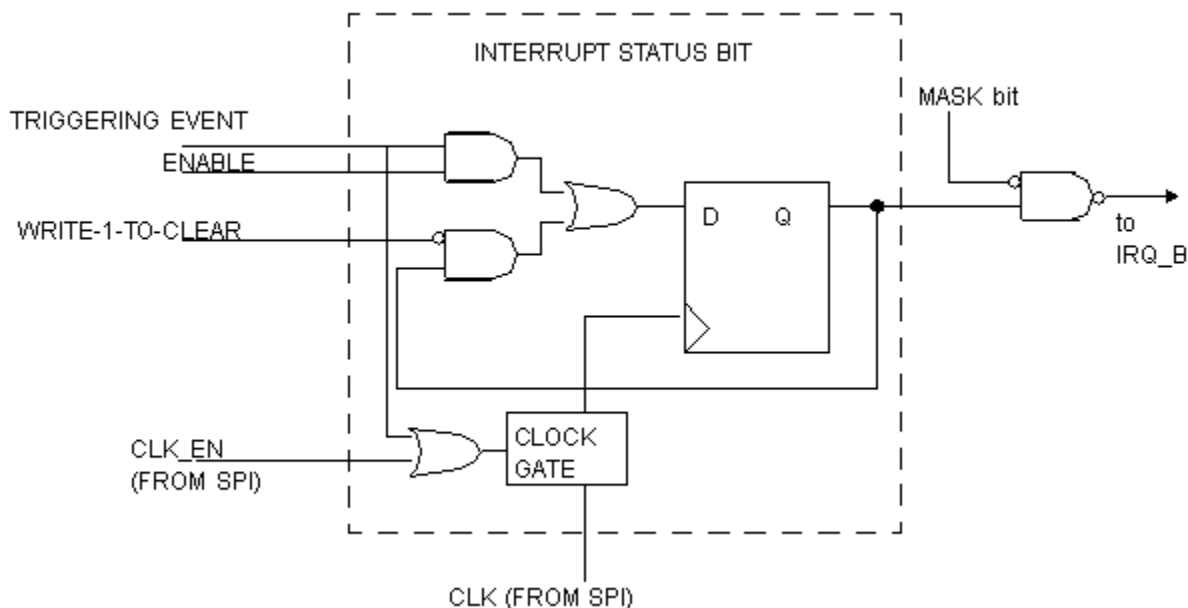 INTERRUPT STATUS BIT
MASK bit
TRIGGERING EVENT
ENABLE
D Q
to
IRQ_B
WRITE-1-TO-CLEAR
CLK_EN
(FROM SPI)
CLOCK
GATE
CLK (FROM SPI)